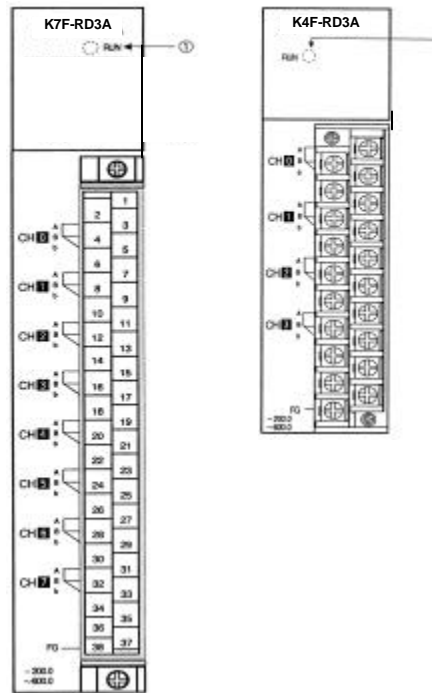 K7F-RD3A
RUN ①
1
2
3
4
5
6
7
8
9
10
11
12
13
14
15
16
17
18
19
20
21
22
23
24
25
26
27
28
29
30
31
32
33
34
35
36
37
38
CH 0 A B b
CH 1 A B b
CH 2 A B b
CH 3 A B b
CH 4 A B b
CH 5 A B b
CH 6 A B b
CH 7 A B b
FG
~200.0
~600.0
K4F-RD3A
RUN
CH 0 A B b
CH 1 A B b
CH 2 A B b
CH 3 A B b
FG
~200.0
~600.0